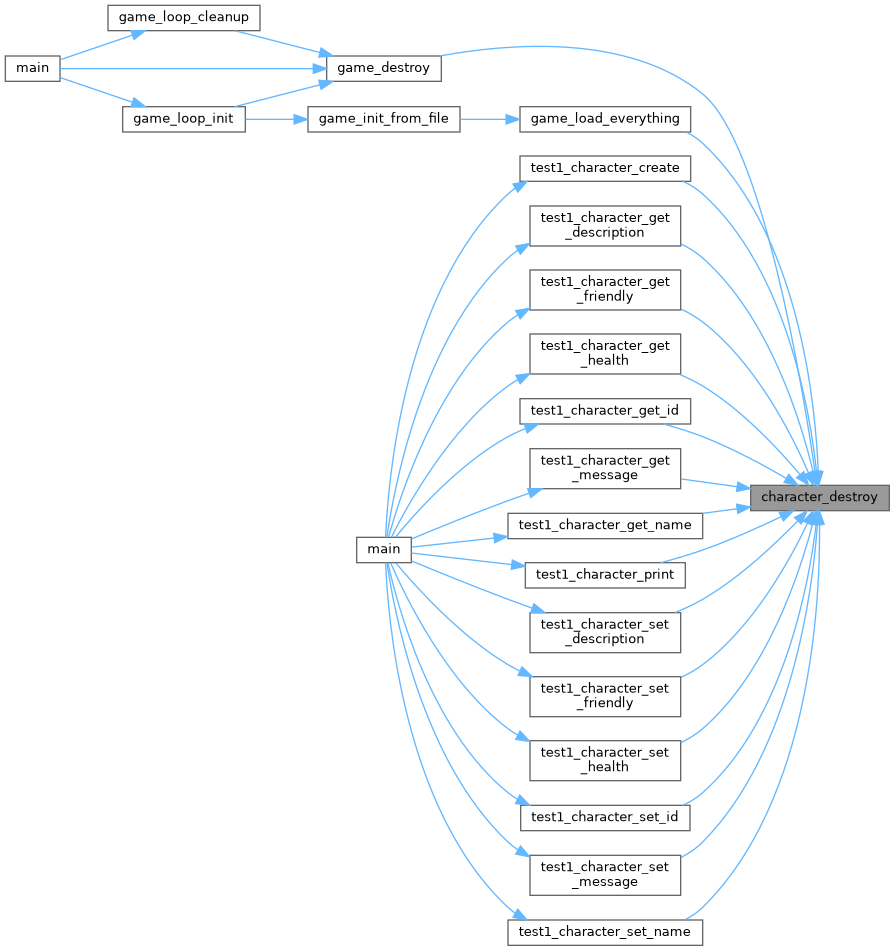 game_loop_cleanup
main
game_destroy
game_loop_init
game_init_from_file
game_load_everything
test1_character_create
test1_character_get
_description
test1_character_get
_friendly
test1_character_get
_health
test1_character_get_id
test1_character_get
_message
character_destroy
test1_character_get_name
main
test1_character_print
test1_character_set
_description
test1_character_set
_friendly
test1_character_set
_health
test1_character_set_id
test1_character_set
_message
test1_character_set_name